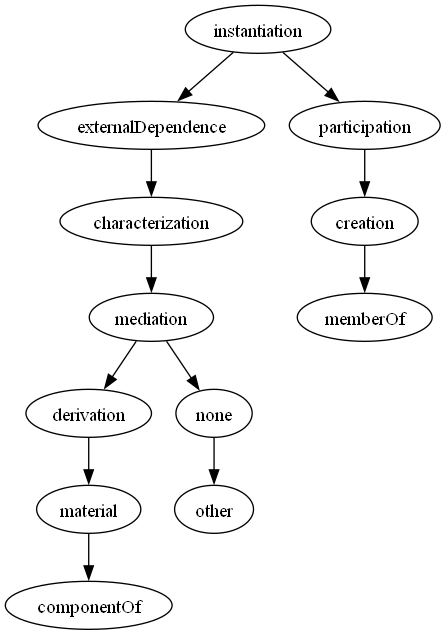 instantiation
externalDependence
participation
characterization
creation
mediation
memberOf
derivation
none
material
other
componentOf